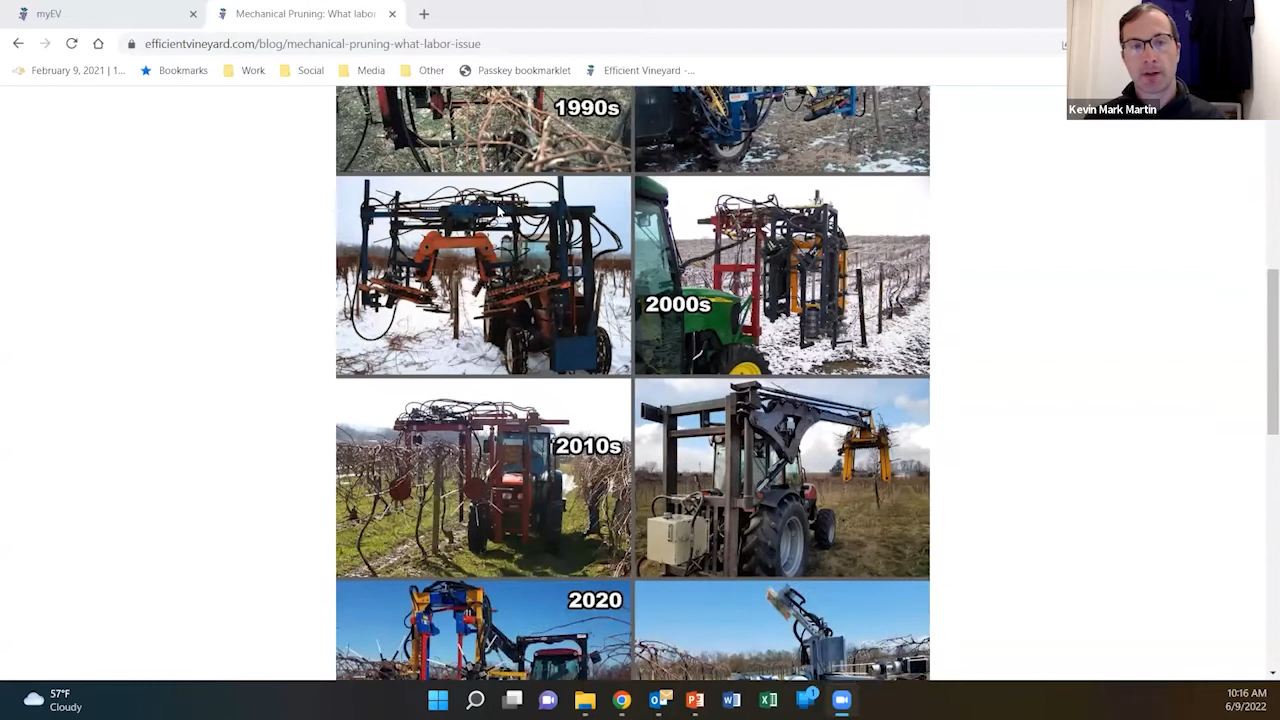 myEV
Mechanical Pruning: What labor
efficientvineyard.com/blog/mechanical-pruning-what-labor-issue
February 9, 2021 | 1...
Bookmarks
Work
Social
Media
Other
Passkey bookmarklet
Efficient Vineyard -...
Kevin Mark Martin
1990s
2000s
2010s
2020
57°F
Cloudy
1
10:16 AM
6/9/2022